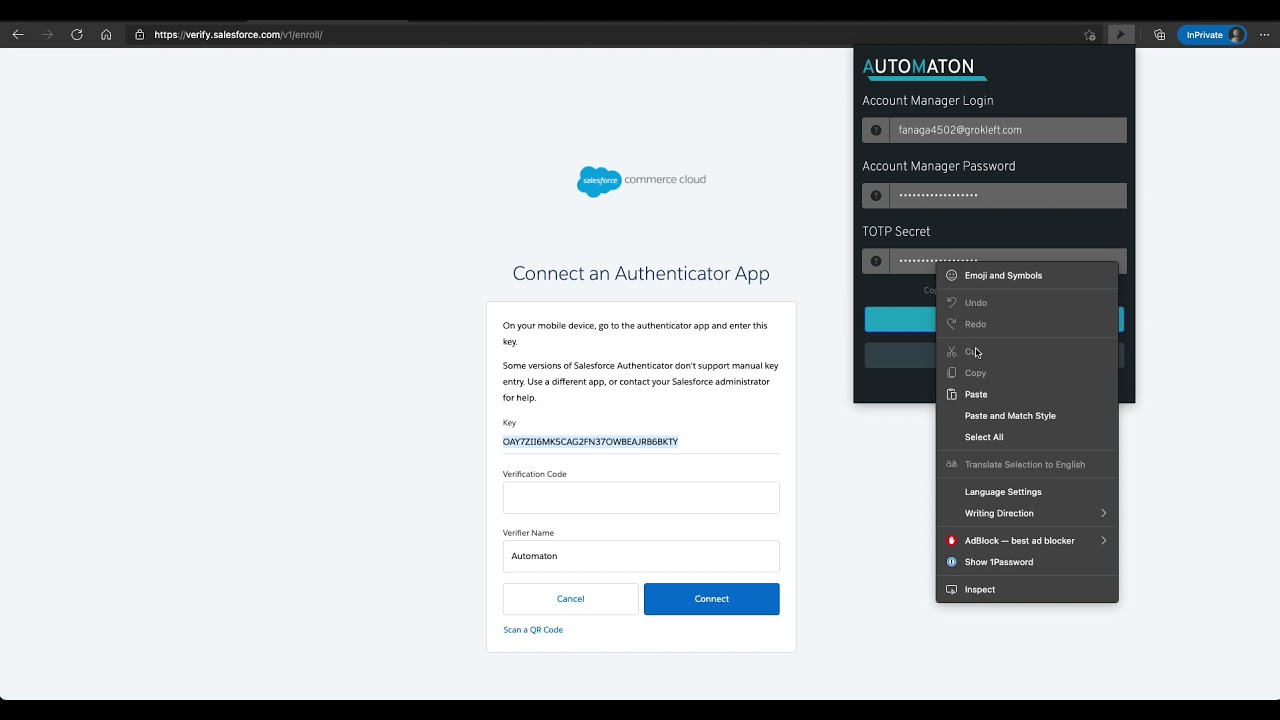 https://verify.salesforce.com/v1/enroll/
InPrivate
salesforce commerce cloud
Connect an Authenticator App
On your mobile device, go to the authenticator app and enter this
key.
Some versions of Salesforce Authenticator don't support manual key
entry. Use a different app, or contact your Salesforce administrator
for help.
Key
OAY7ZII6MK5CAG2FN37OWBEAJRB6BKTY
Verification Code
Verifier Name
Automaton
Cancel
Connect
Scan a QR Code
AUTOMATON
Account Manager Login
fanaga4502@grokleft.com
Account Manager Password
TOTP Secret
Emoji and Symbols
Undo
Redo
Copy
Paste
Paste and Match Style
Select All
Translate Selection to English
Language Settings
Writing Direction
AdBlock — best ad blocker
Show 1Password
Inspect